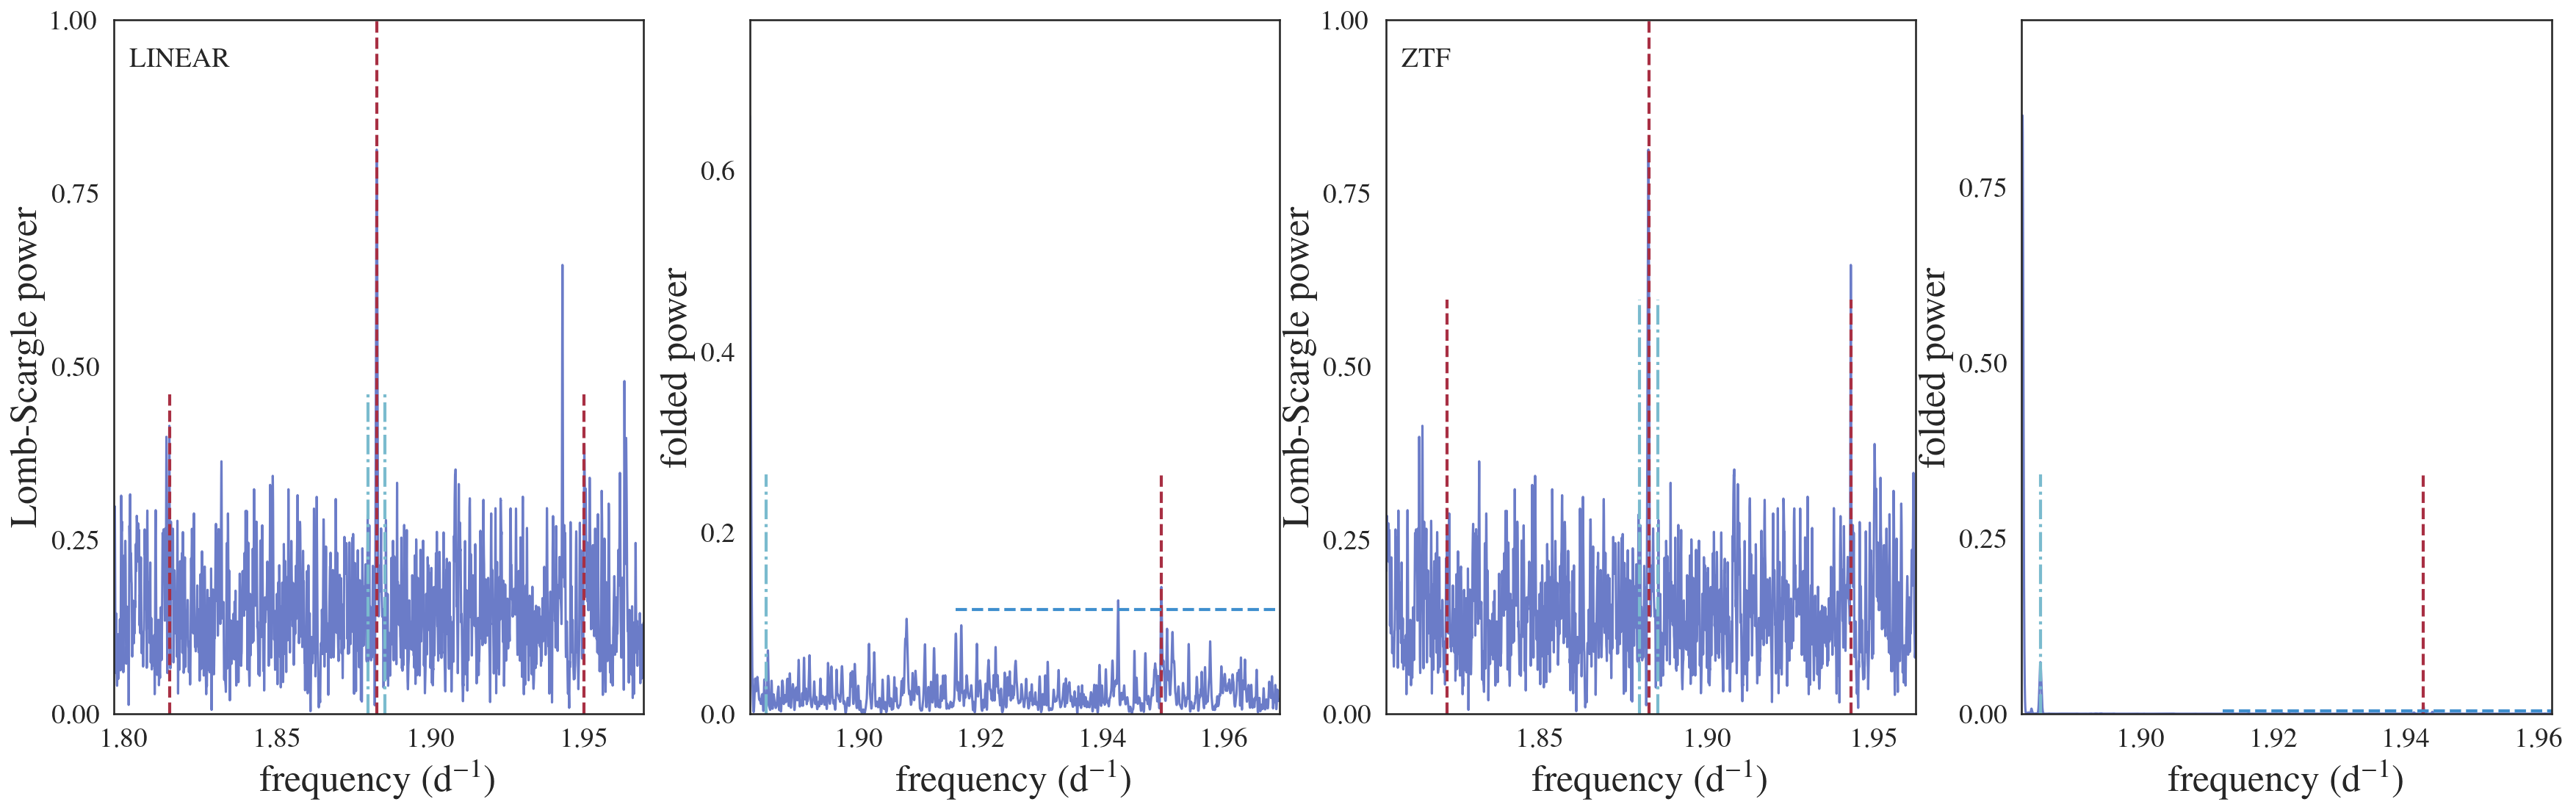 LINEAR
Lomb-Scargle power
1.00
0.75
0.50
0.25
0.00
1.80 1.85 1.90 1.95
frequency (d⁻¹)
folded power
0.6
0.4
0.2
0.0
1.90 1.92 1.94 1.96
frequency (d⁻¹)
ZTF
Lomb-Scargle power
1.00
0.75
0.50
0.25
0.00
1.85 1.90 1.95
frequency (d⁻¹)
folded power
0.75
0.50
0.25
0.00
1.90 1.92 1.94 1.96
frequency (d⁻¹)